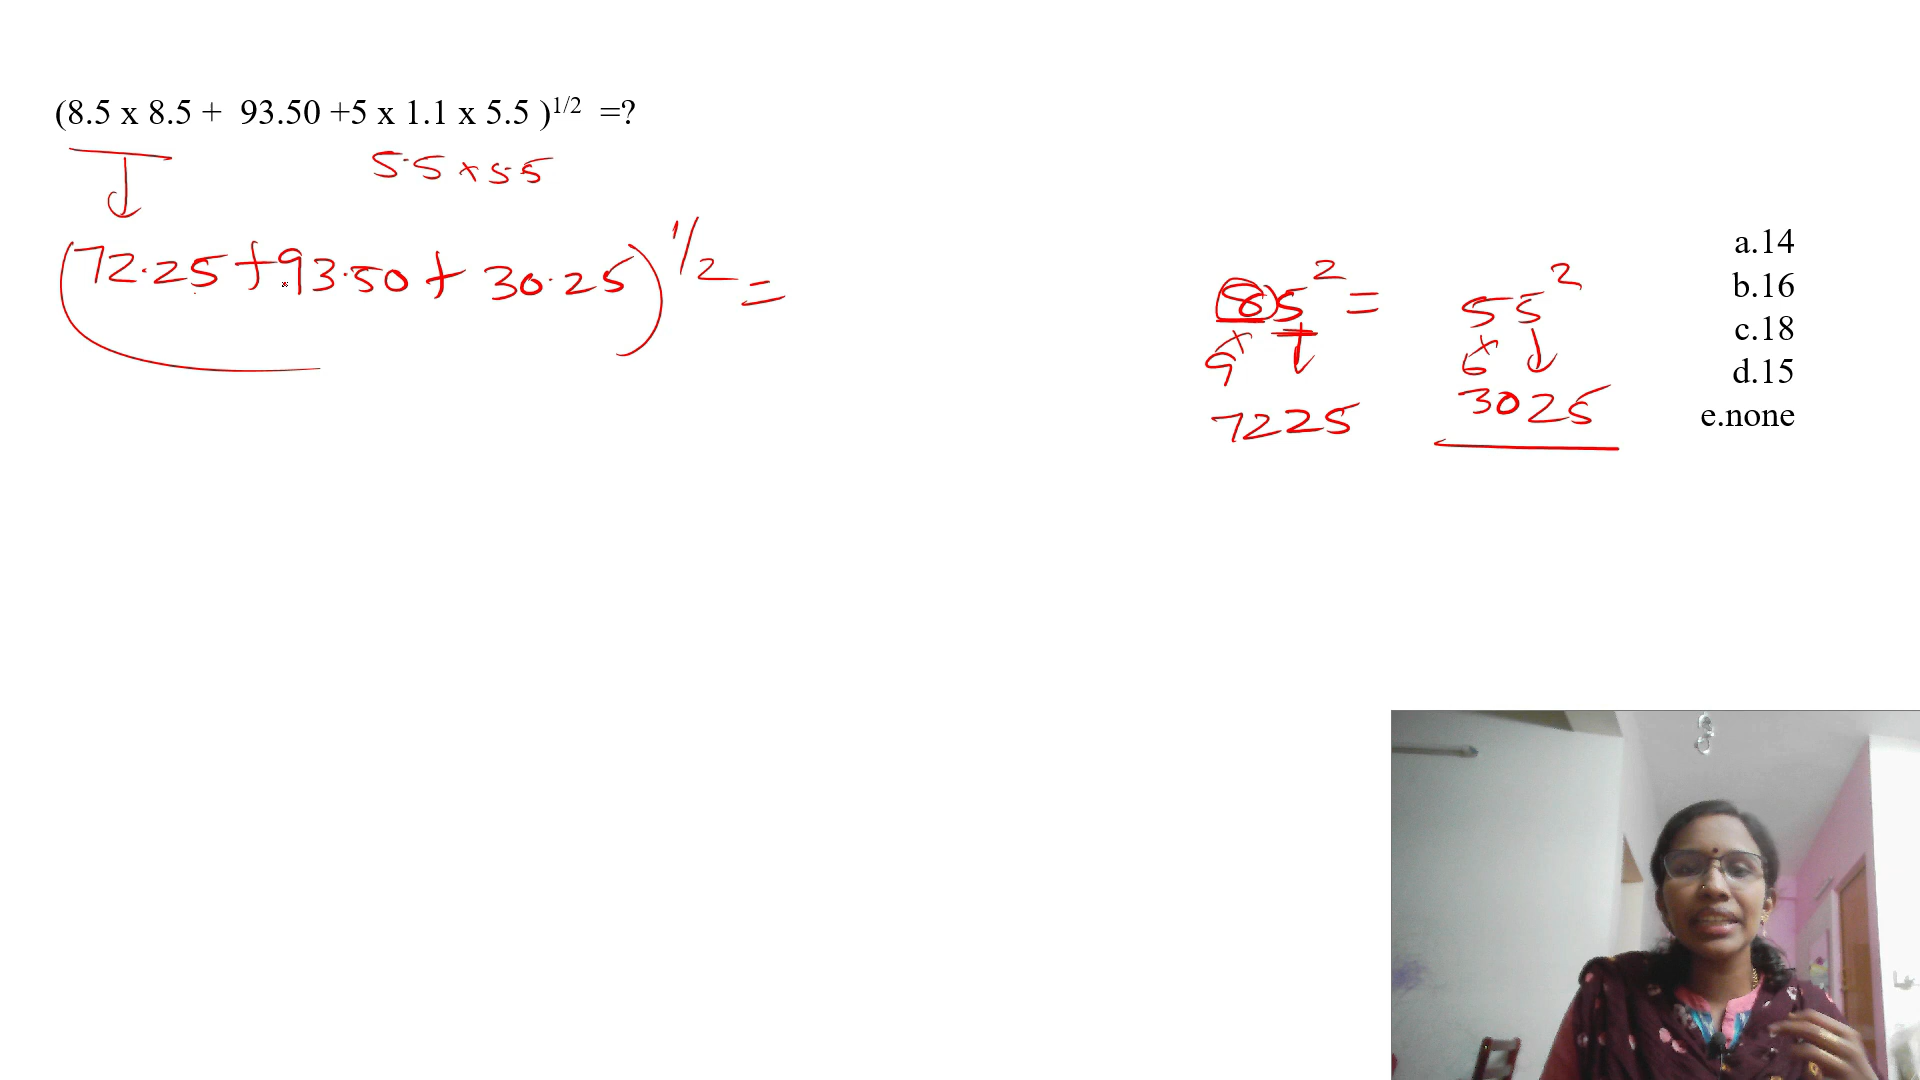 (8.5 x 8.5 + 93.50 +5 x 1.1 x 5.5 )1/2 =?
5.5 x 5.5
(72.25 + 93.50 + 30.25)1/2 =
85² =
x
9
7225
55²
x
6
3025
a.14
b.16
c.18
d.15
e.none